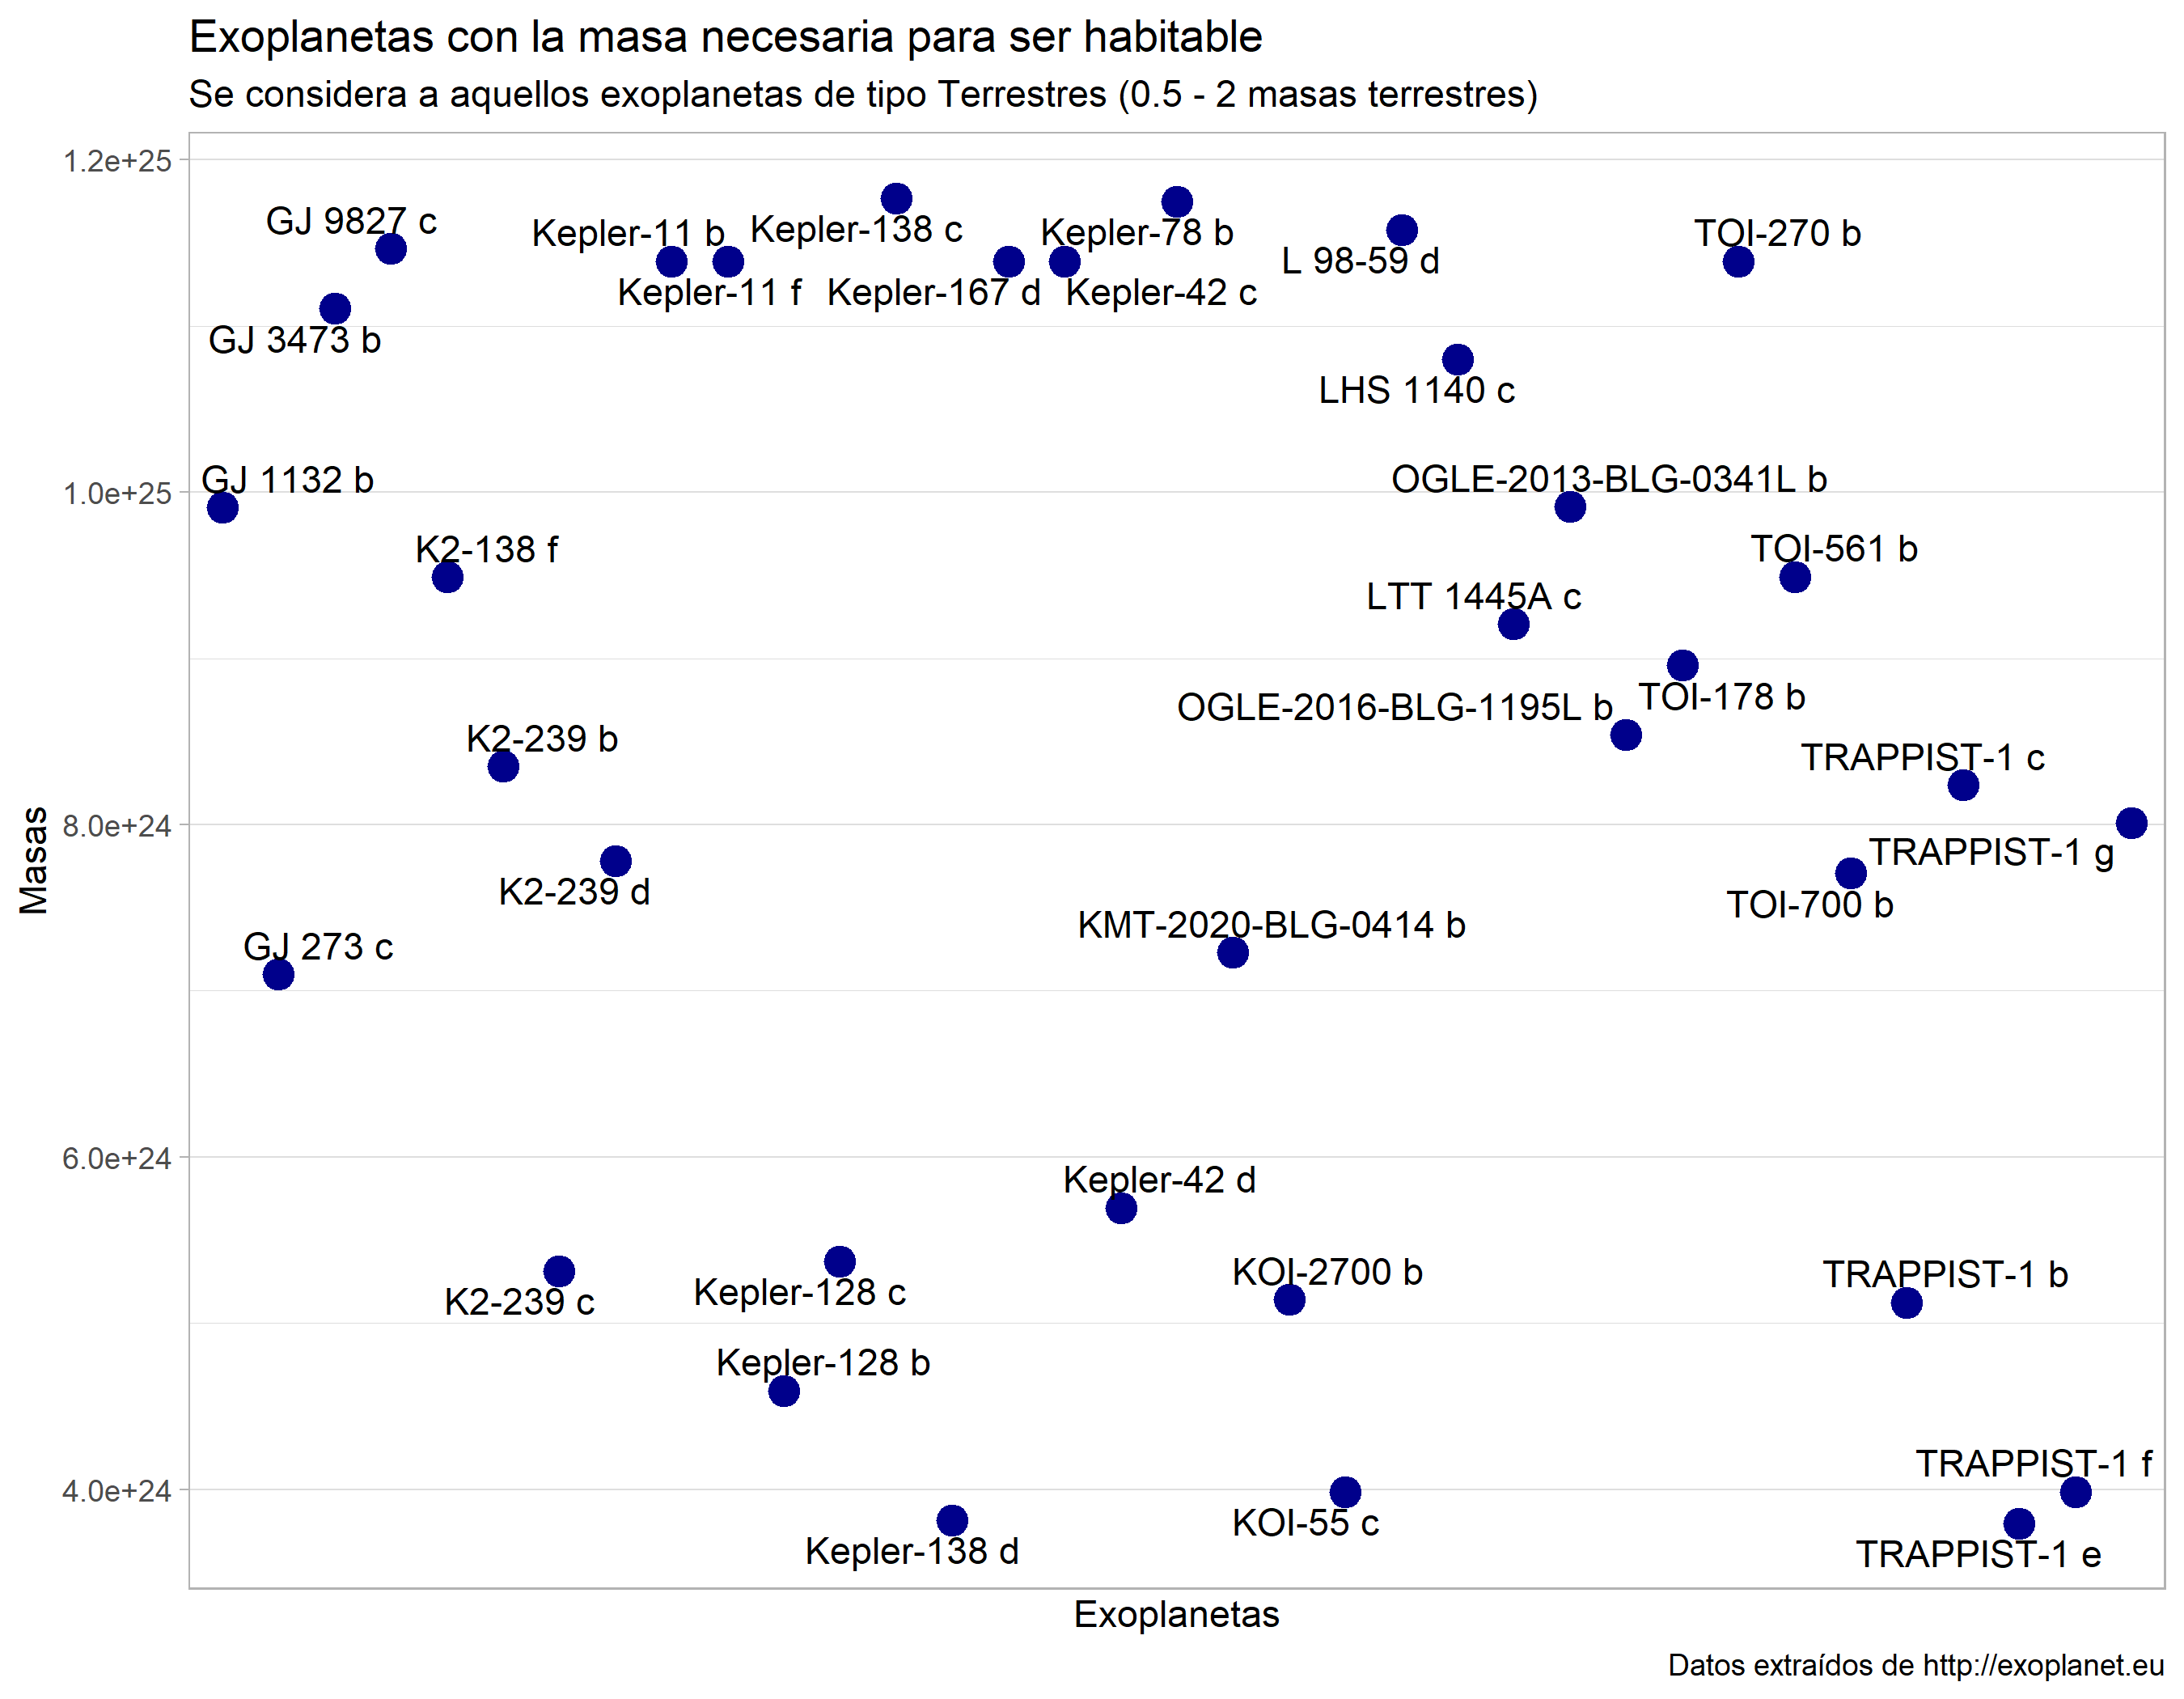 Exoplanetas con la masa necesaria para ser habitable
Se considera a aquellos exoplanetas de tipo Terrestres (0.5 - 2 masas terrestres)
1.2e+25
1.0e+25
8.0e+24
6.0e+24
4.0e+24
Masas
GJ 9827 c
Kepler-11 b
Kepler-138 c
Kepler-78 b
L 98-59 d
TOI-270 b
GJ 3473 b
Kepler-11 f
Kepler-167 d
Kepler-42 c
LHS 1140 c
GJ 1132 b
OGLE-2013-BLG-0341L b
K2-138 f
TOI-561 b
LTT 1445A c
OGLE-2016-BLG-1195L b
TOI-178 b
K2-239 b
TRAPPIST-1 c
K2-239 d
TRAPPIST-1 g
TOI-700 b
GJ 273 c
KMT-2020-BLG-0414 b
Kepler-42 d
K2-239 c
Kepler-128 c
KOI-2700 b
TRAPPIST-1 b
Kepler-128 b
TRAPPIST-1 f
Kepler-138 d
KOI-55 c
TRAPPIST-1 e
Exoplanetas
Datos extraídos de http://exoplanet.eu